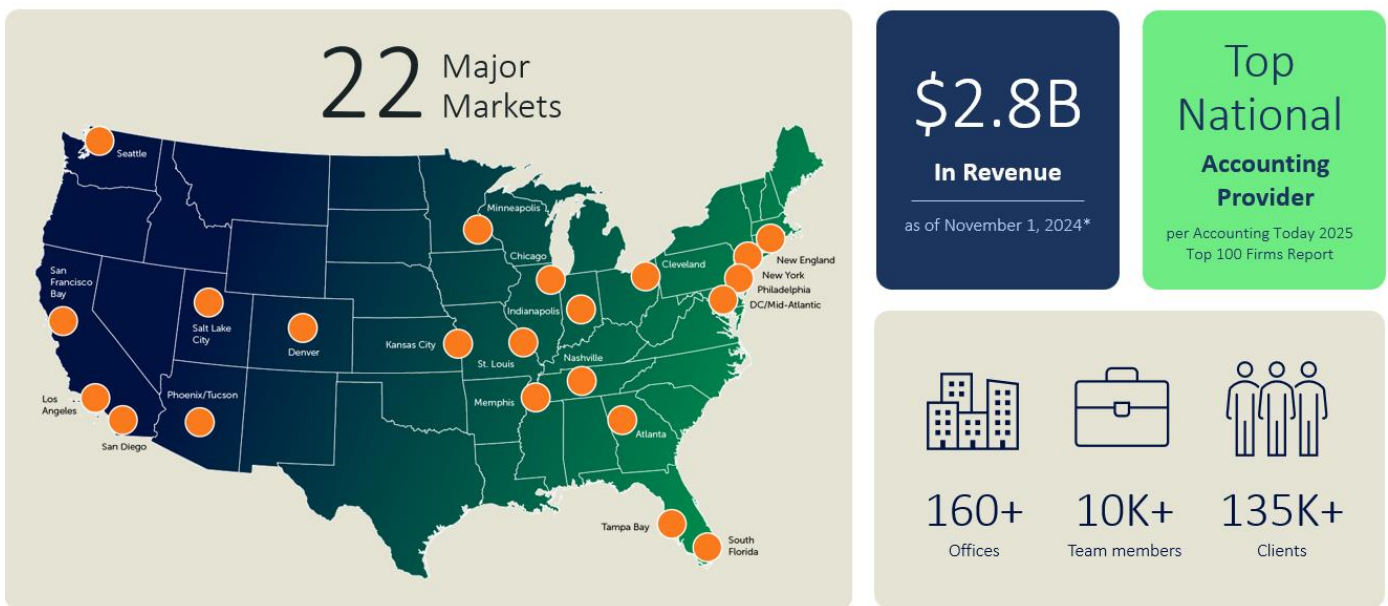 22 Major
Markets
Seattle
Minneapolis
Chicago
Cleveland
New England
New York
Philadelphia
DC/Mid-Atlantic
San
Francisco
Bay
Salt Lake
City
Denver
Kansas City
Indianapolis
St. Louis
Nashville
Memphis
Los
Angeles
Phoenix/Tucson
San Diego
Atlanta
Tampa Bay
South
Florida
$2.8B
In Revenue
as of November 1, 2024*
Top
National
Accounting
Provider
per Accounting Today 2025
Top 100 Firms Report
160+
Offices
10K+
Team members
135K+
Clients